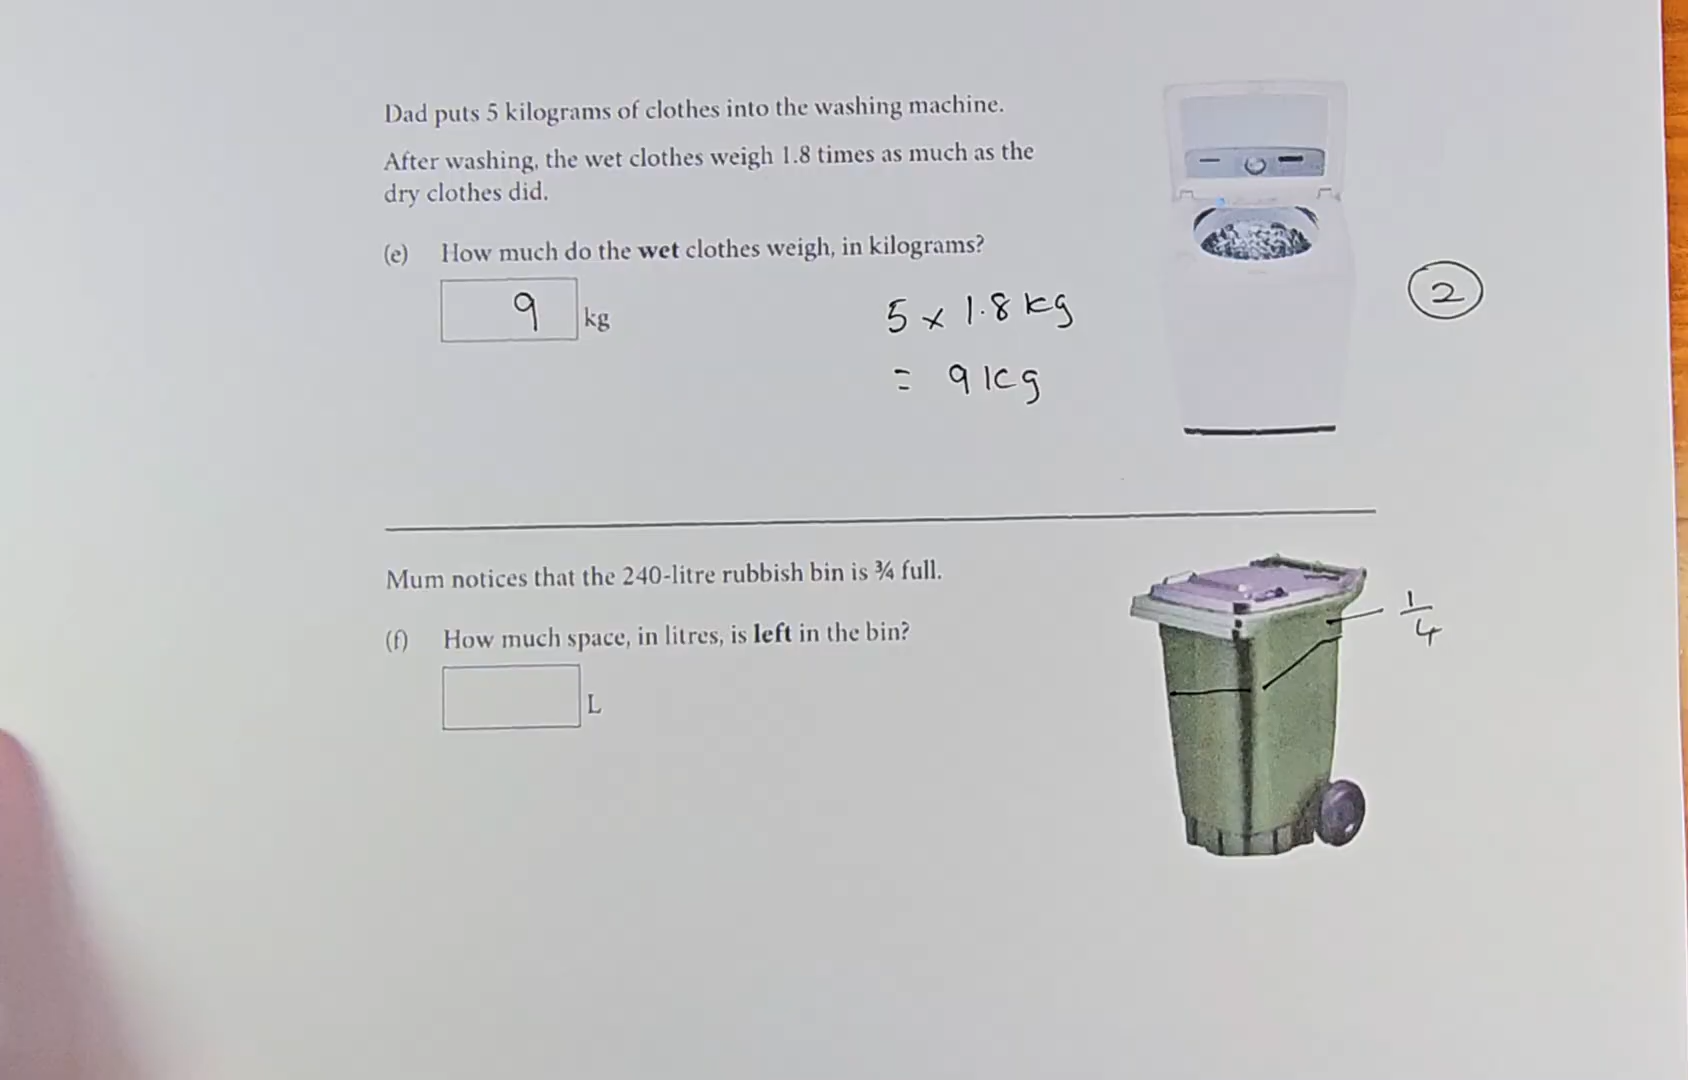 Dad puts 5 kilograms of clothes into the washing machine.
After washing, the wet clothes weigh 1.8 times as much as the
dry clothes did.
(e) How much do the wet clothes weigh, in kilograms?
9 kg
5 x 1.8 kg
= 9 kg
2
Mum notices that the 240-litre rubbish bin is ¾ full.
1/4
(f) How much space, in litres, is left in the bin?
L